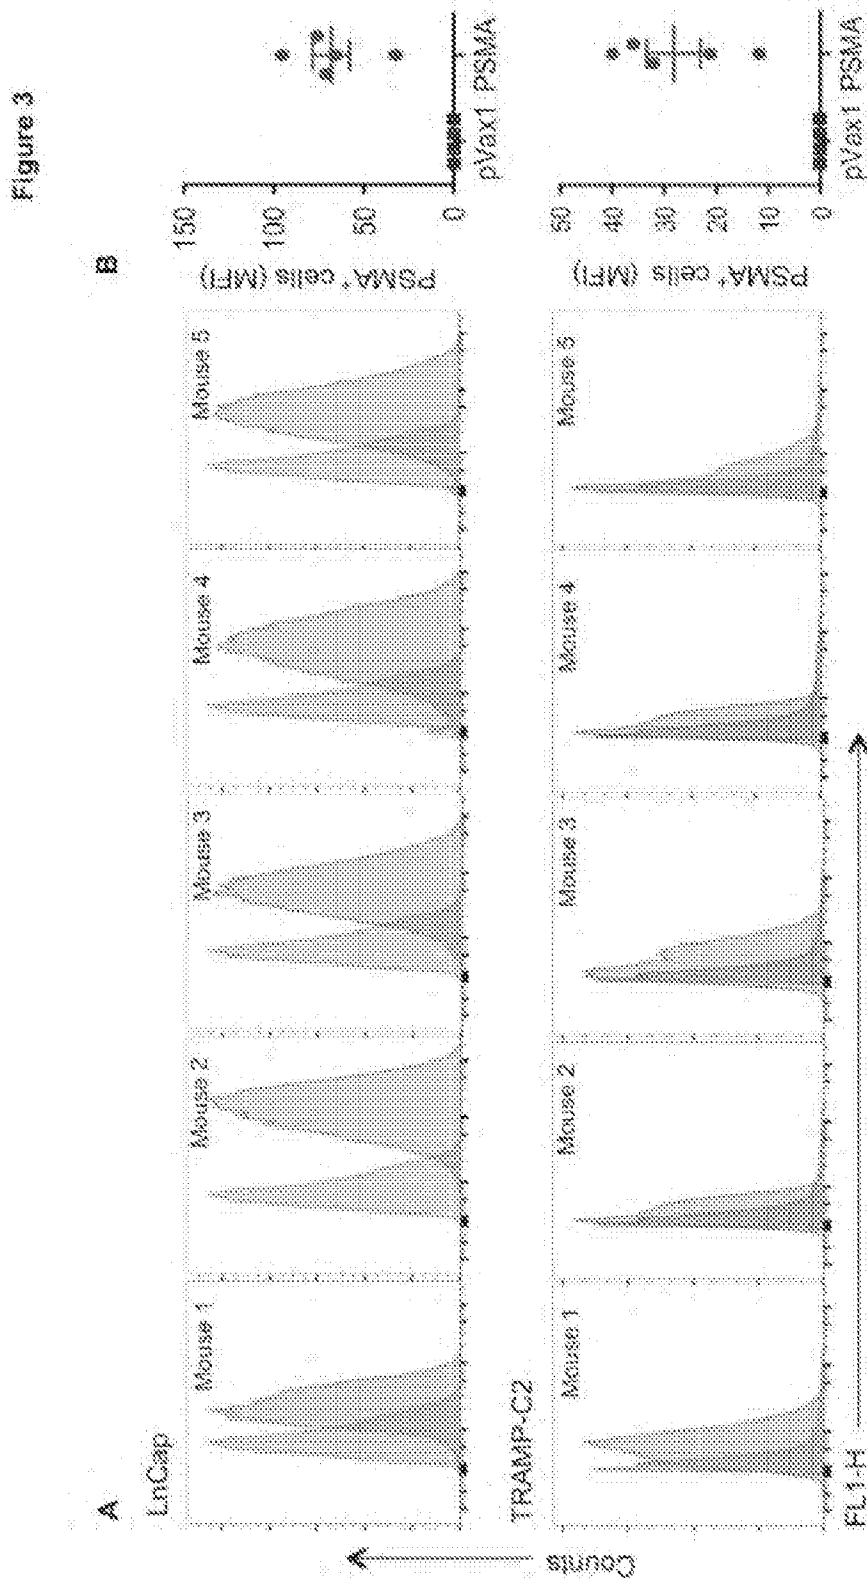 Figure 3
A
LnCap
Mouse 1
Mouse 2
Mouse 3
Mouse 4
Mouse 5
TRAMP-C2
Mouse 1
Mouse 2
Mouse 3
Mouse 4
Mouse 5
Counts
FL1-H
B
PSMA+ cells (MFI)
150
100
50
0
pVax1 PSMA
PSMA+ cells (MFI)
50
40
30
20
10
0
pVax1 PSMA